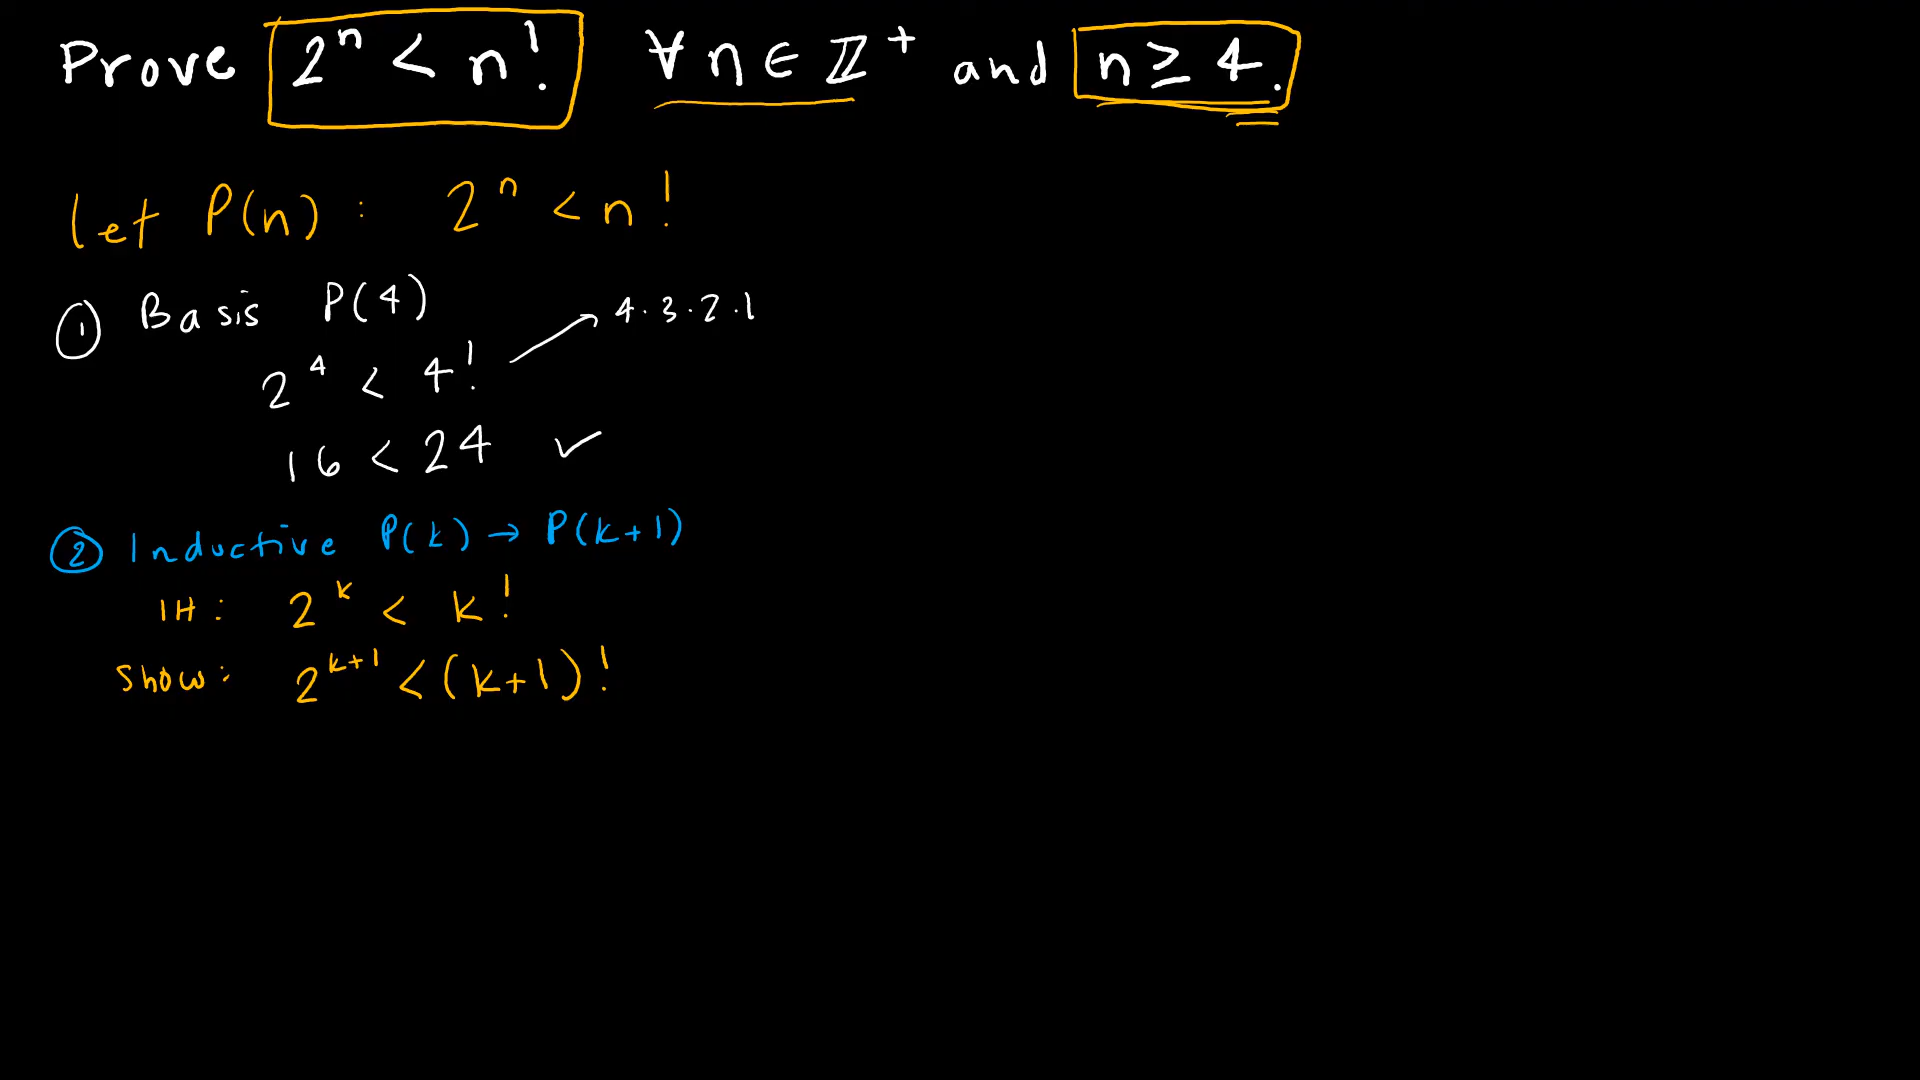 Prove 2ⁿ < n! ∀ n ∈ ℤ⁺ and n ≥ 4.
let P(n) : 2ⁿ < n!
① Basis P(4)
2⁴ < 4! → 4·3·2·1
16 < 24 ✓
② Inductive P(k) → P(k+1)
IH: 2ᵏ < k!
Show: 2ᵏ⁺¹ < (k+1)!